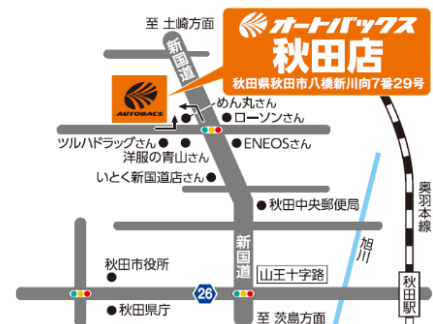 至 土崎方面
オートバックス
秋田店
秋田県秋田市八橋新川向7番29号
新国道
AUTOBACS
めん丸さん
ローソンさん
ツルハドラッグさん
ENEOSさん
洋服の青山さん
いとく新国道店さん
秋田中央郵便局
奥羽本線
旭川
新国道
秋田市役所
山王十字路
26
秋田駅
秋田県庁
至 茨島方面